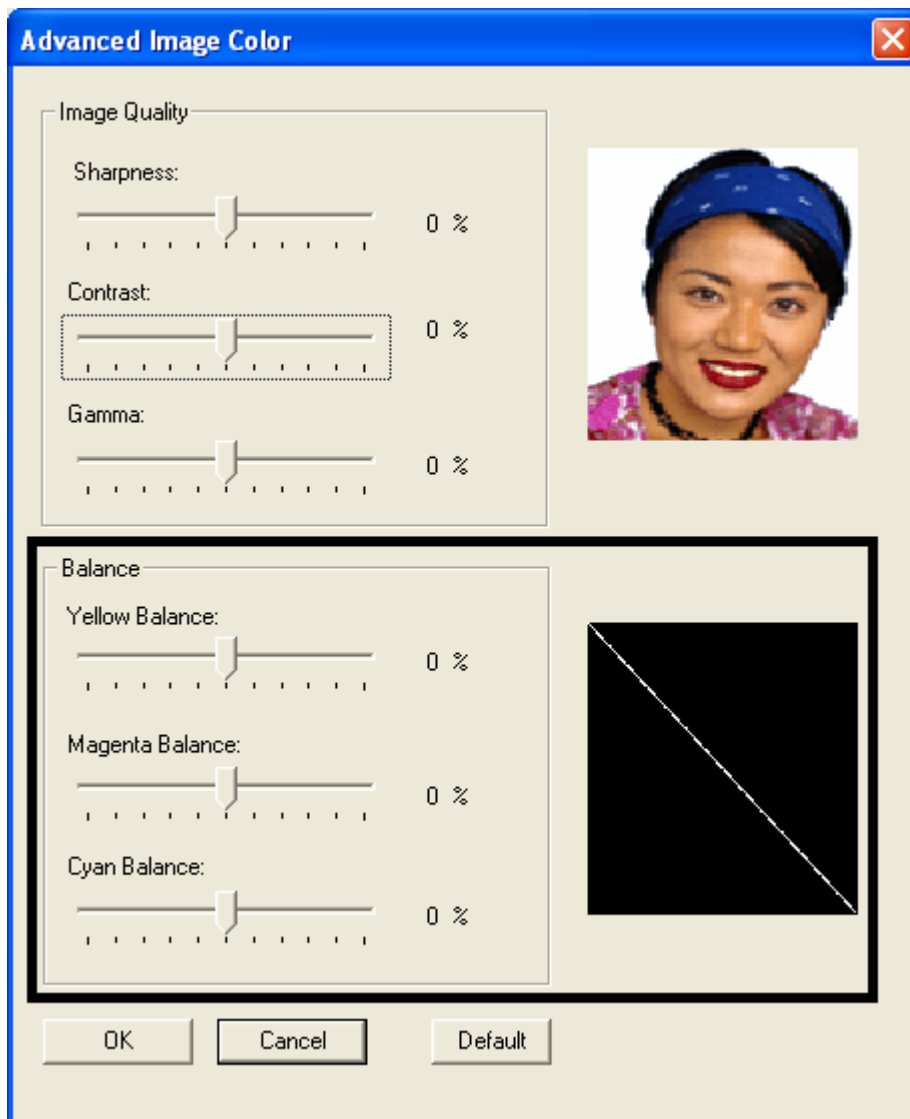 Advanced Image Color
Image Quality
Sharpness:
0 %
Contrast:
0 %
Gamma:
0 %
Balance
Yellow Balance:
0 %
Magenta Balance:
0 %
Cyan Balance:
0 %
OK Cancel Default